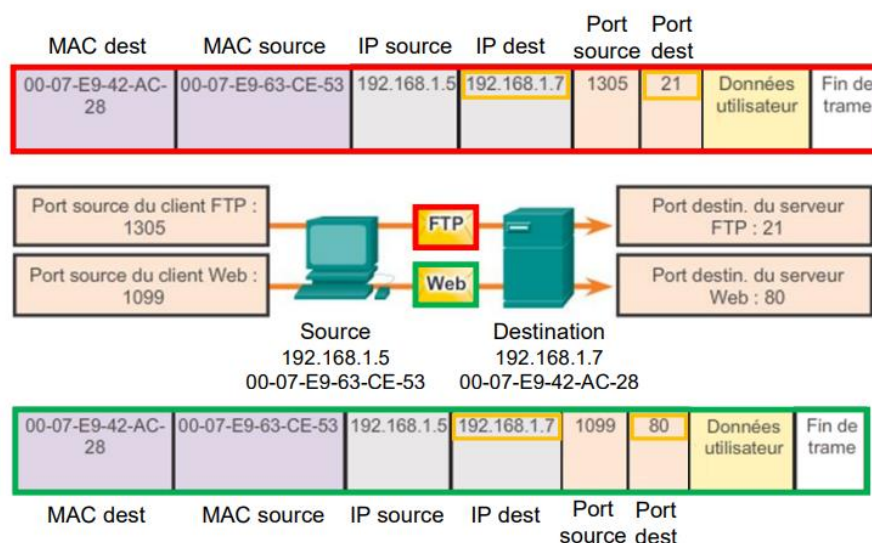 MAC dest MAC source IP source IP dest Port source Port dest
00-07-E9-42-AC-28 00-07-E9-63-CE-53 192.168.1.5 192.168.1.7 1305 21 Données utilisateur Fin de trame
Port source du client FTP :
1305
FTP
Port destin. du serveur
FTP : 21
Port source du client Web :
1099
Web
Port destin. du serveur
Web : 80
Source
192.168.1.5
00-07-E9-63-CE-53
Destination
192.168.1.7
00-07-E9-42-AC-28
00-07-E9-42-AC-28 00-07-E9-63-CE-53 192.168.1.5 192.168.1.7 1099 80 Données utilisateur Fin de trame
MAC dest MAC source IP source IP dest Port source Port dest